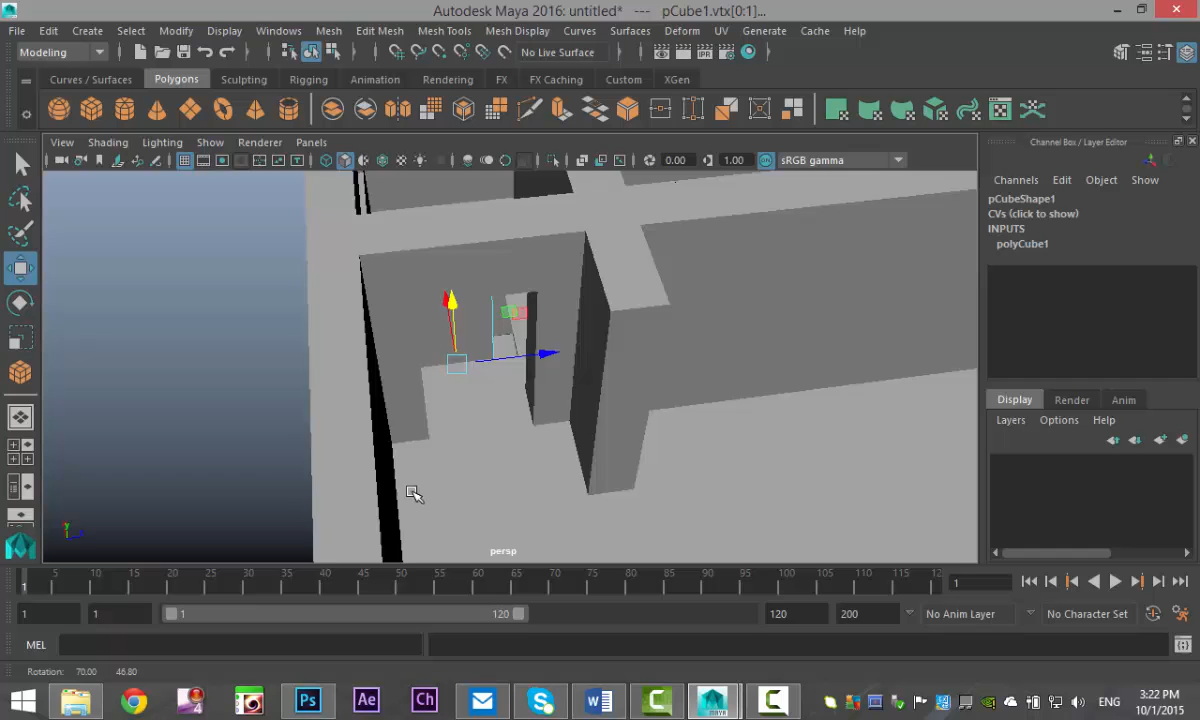 Autodesk Maya 2016: untitled* --- pCube1.vtx[0:1]...
File Edit Create Select Modify Display Windows Mesh Edit Mesh Mesh Tools Mesh Display Curves Surfaces Deform UV Generate Cache Help
Modeling No Live Surface
Curves / Surfaces Polygons Sculpting Rigging Animation Rendering FX FX Caching Custom XGen
View Shading Lighting Show Renderer Panels
Channel Box / Layer Editor
0.00 1.00 sRGB gamma
Channels Edit Object Show
pCubeShape1
CVs (click to show)
INPUTS
polyCube1
Display Render Anim
Layers Options Help
persp
5 10 15 20 25 30 35 40 45 50 55 60 65 70 75 80 85 90 95 100 105 110 115 12
1 1
1 1 1 120 120 200 No Anim Layer No Character Set
MEL
Rotation: 70.00 46.80
Ps Ae Ch
ENG
3:22 PM
10/1/2015